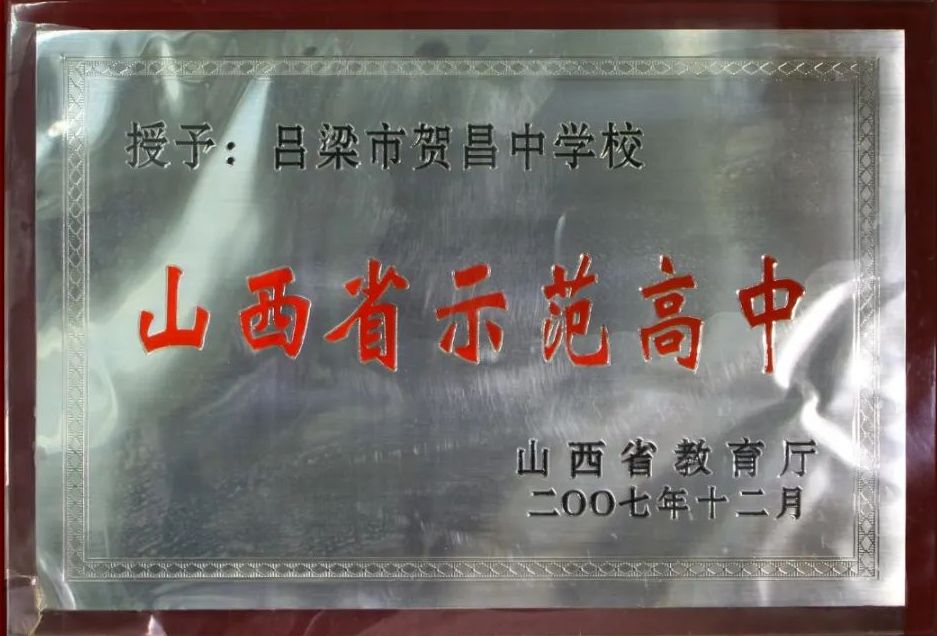 授予：吕梁市贺昌中学校
山西省示范高中
山西省教育厅
二〇〇七年十二月